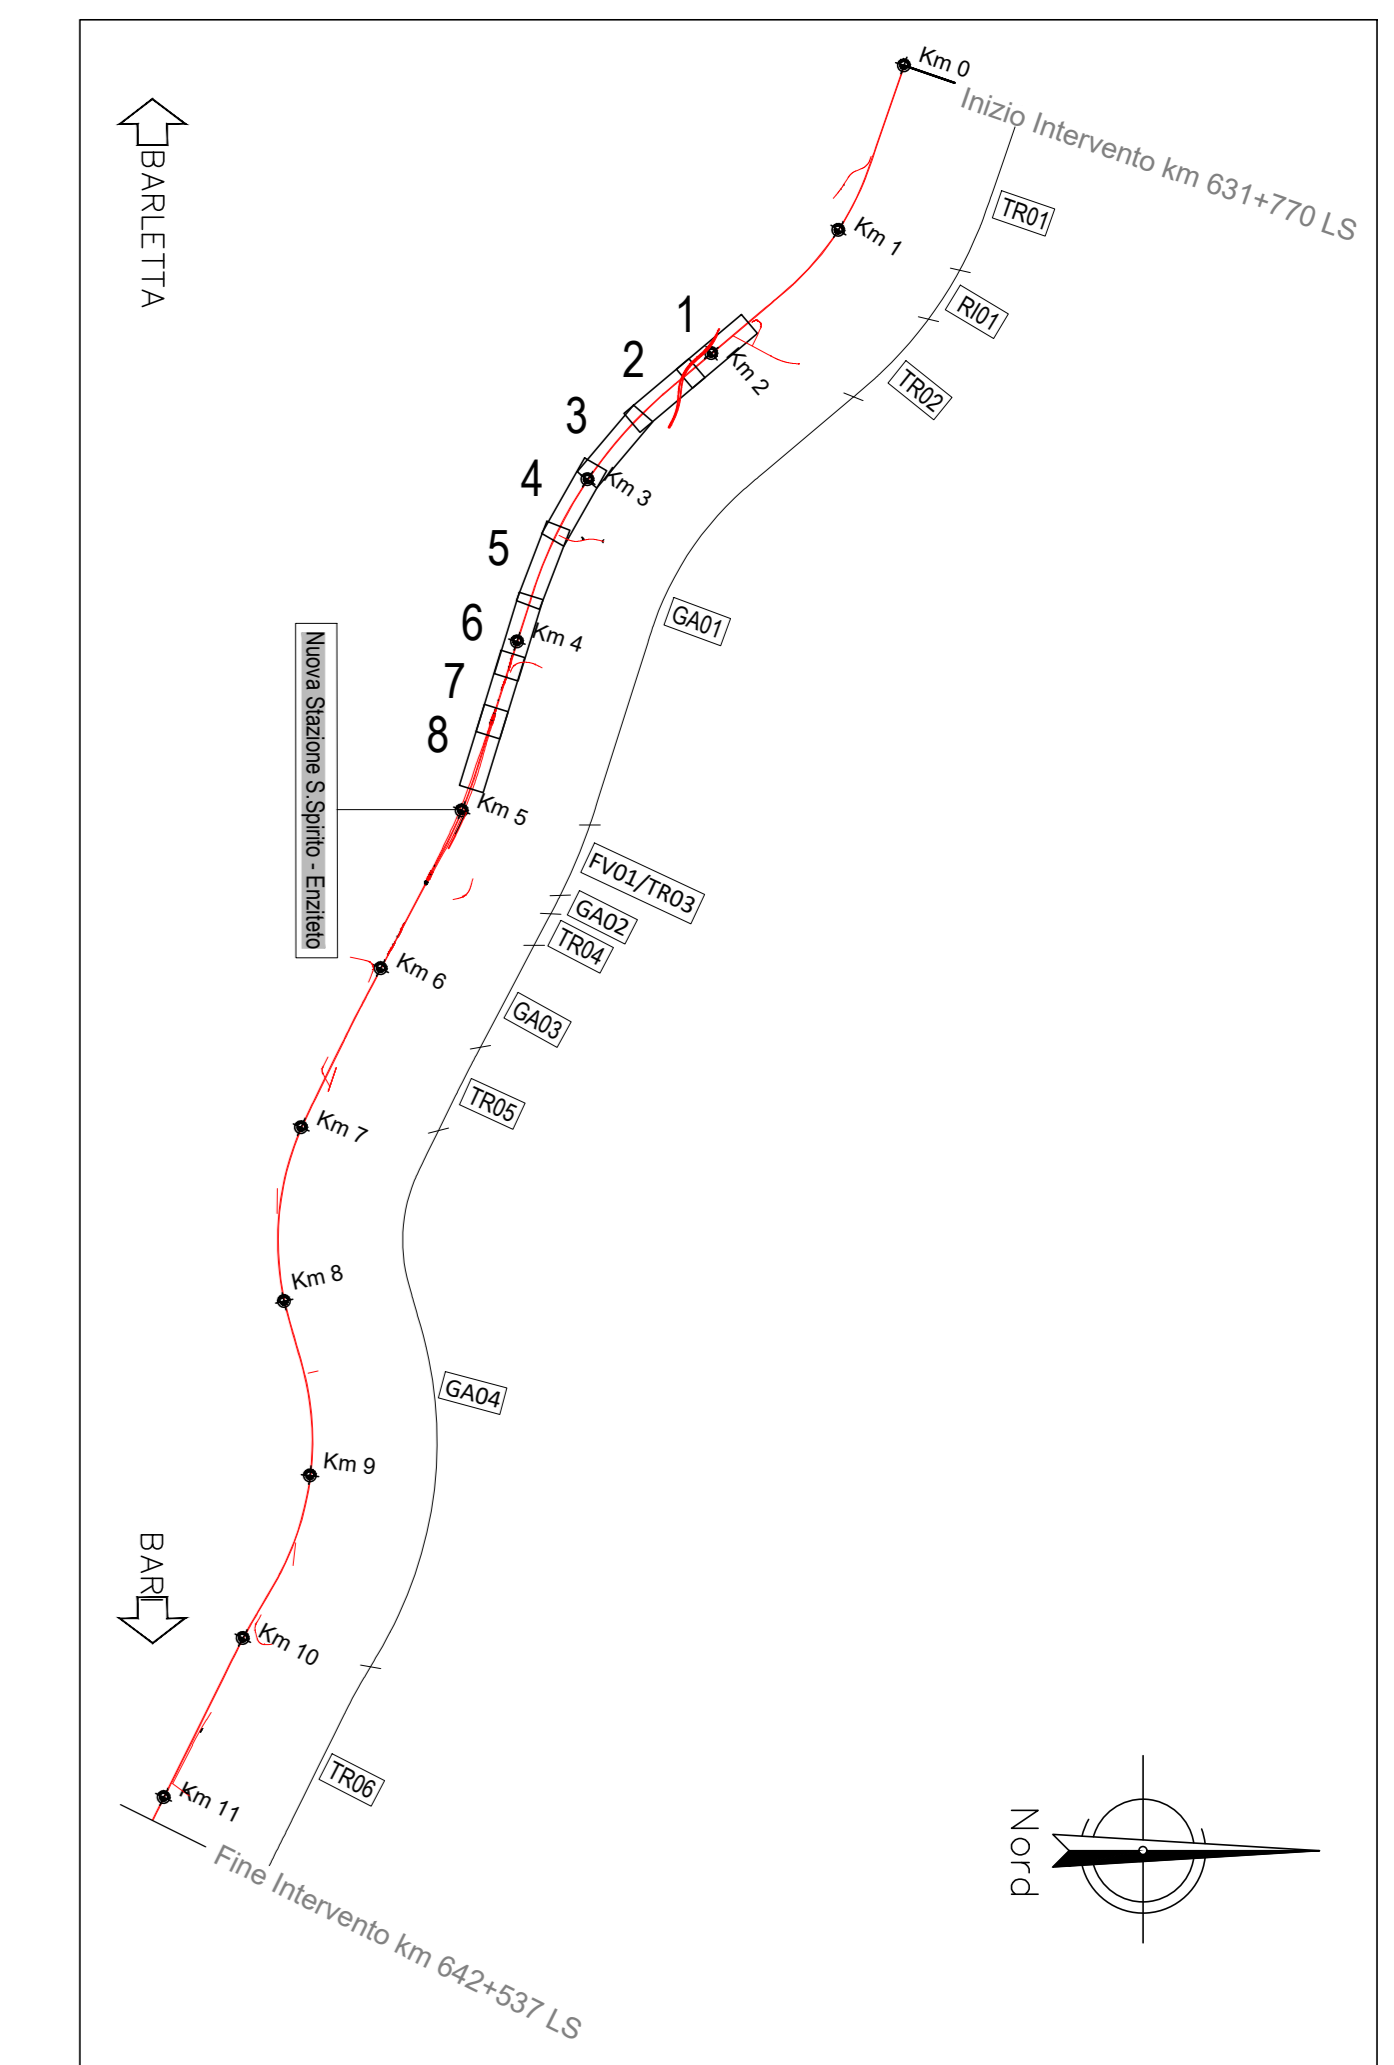 Km 0
Inizio Intervento km 631+770 LS
BARLETTA
TR01
Km 1
RI01
1
Km 2
2
TR02
3
4
Km 3
5
GA01
6
Km 4
7
8
Nuova Stazione S.Spirito - Enziteto
Km 5
FV01/TR03
GA02
TR04
Km 6
GA03
TR05
Km 7
Km 8
GA04
Km 9
BARI
Km 10
TR06
Km 11
Nord
Fine Intervento km 642+537 LS